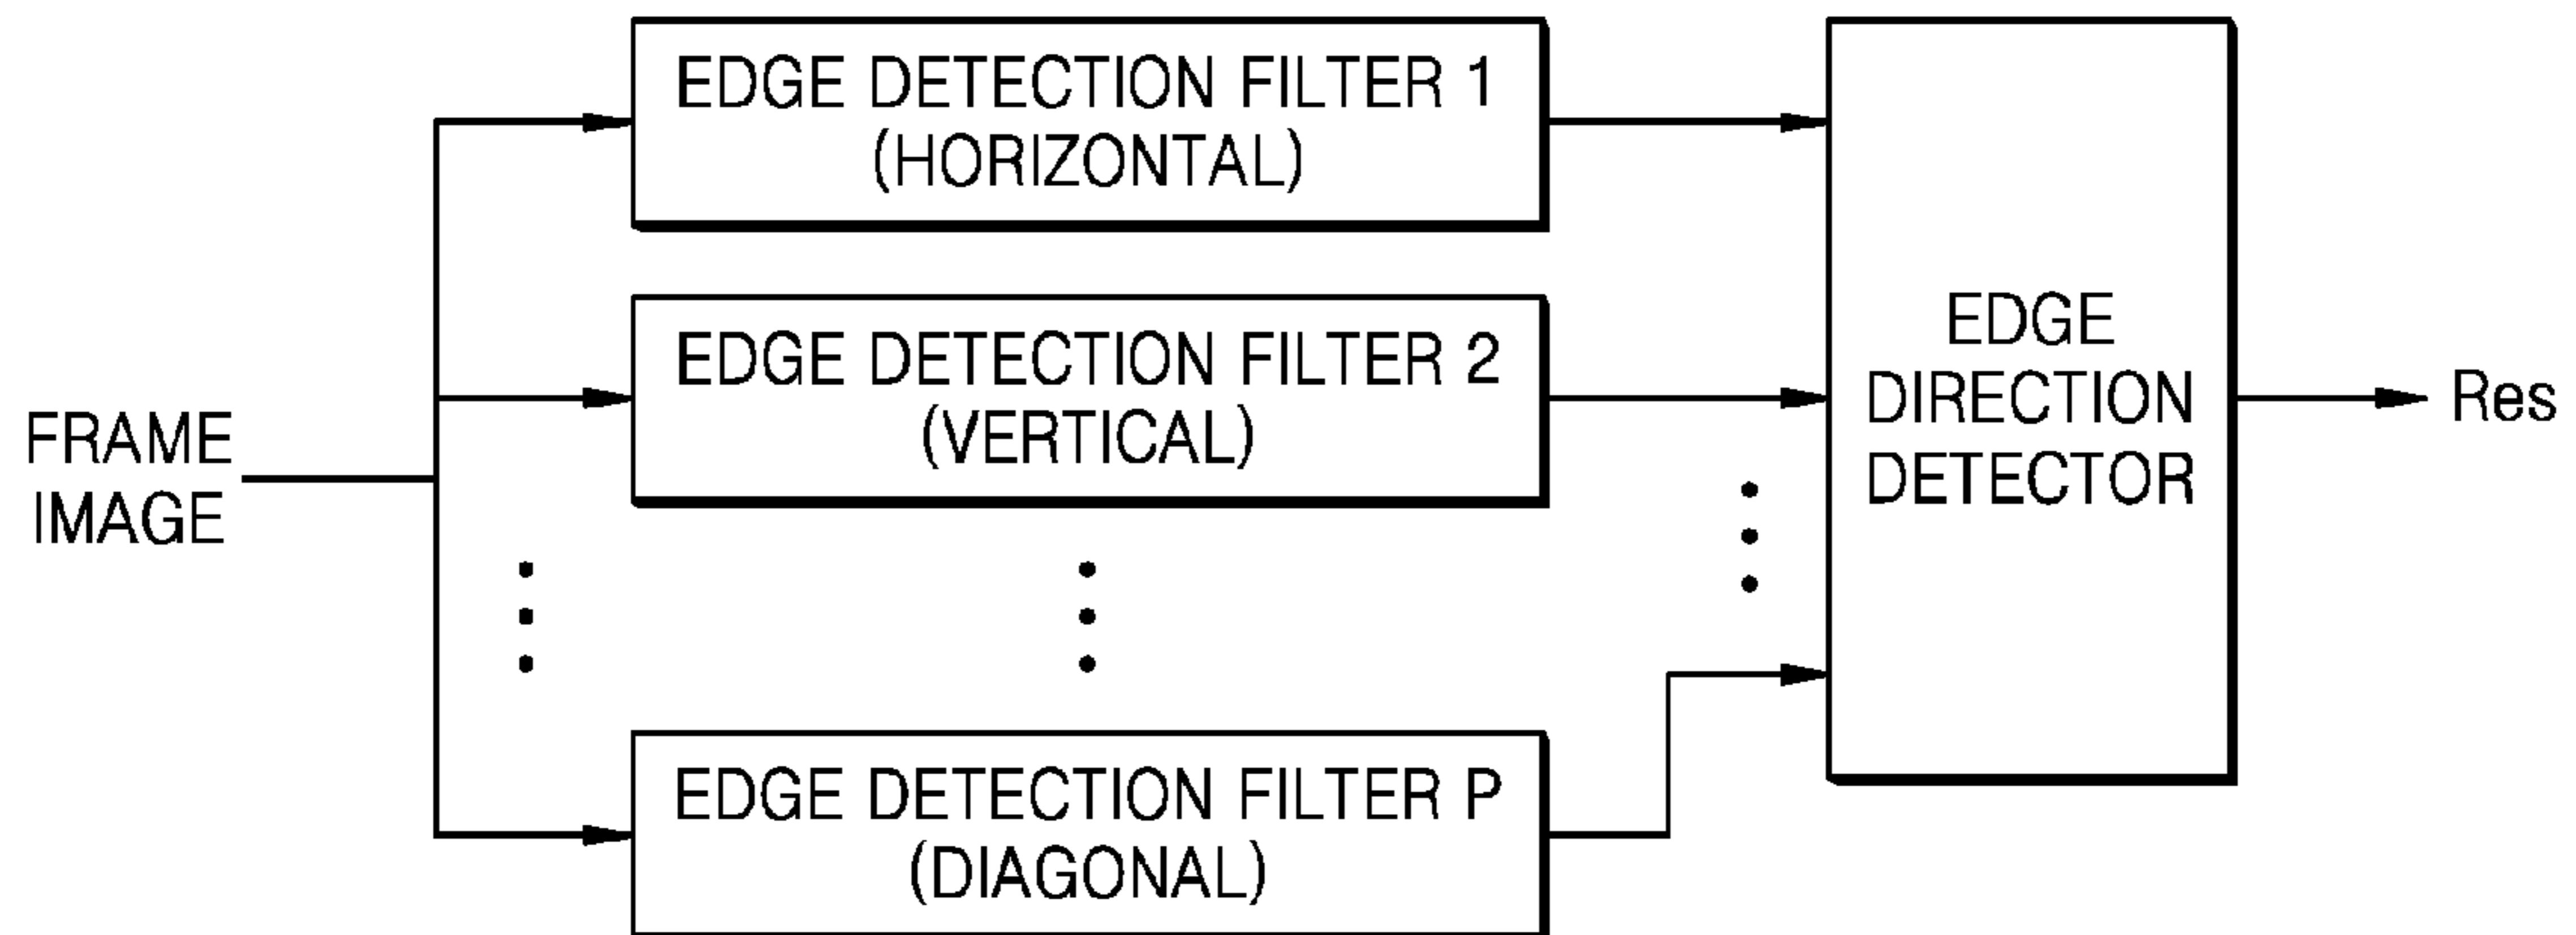 EDGE DETECTION FILTER 1
(HORIZONTAL)
EDGE DETECTION FILTER 2
(VERTICAL)
FRAME
IMAGE
EDGE DETECTION FILTER P
(DIAGONAL)
EDGE
DIRECTION
DETECTOR
Res